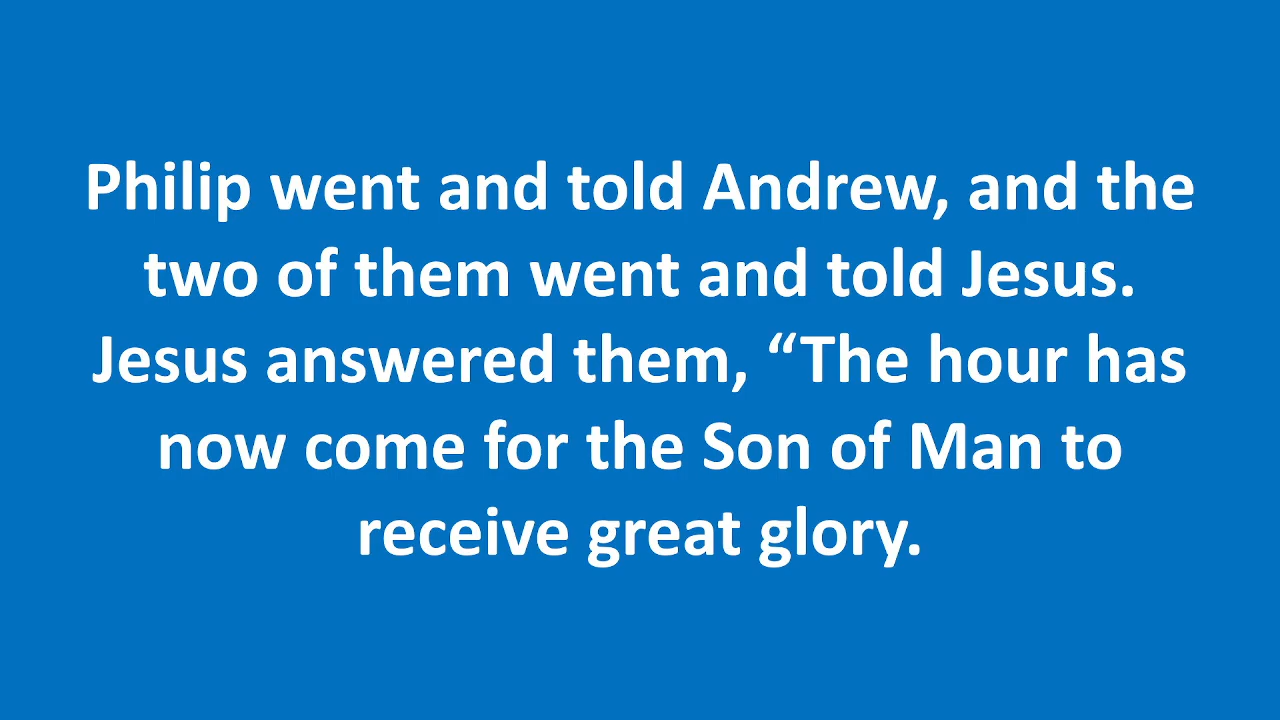 Philip went and told Andrew, and the
two of them went and told Jesus.
Jesus answered them, “The hour has
now come for the Son of Man to
receive great glory.